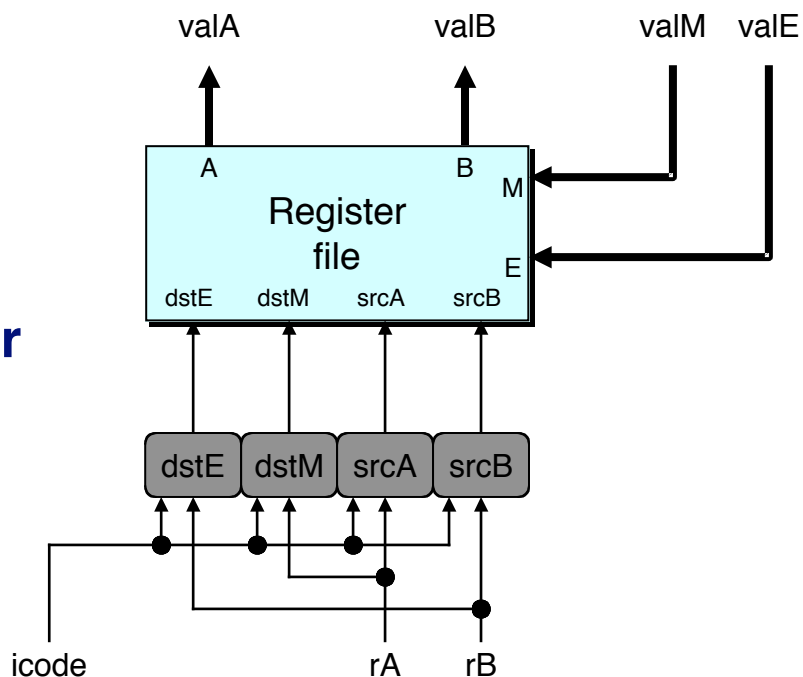 valA valB valM valE
A B
M
Register
file
E
dstE dstM srcA srcB
r
dstE dstM srcA srcB
icode rA rB